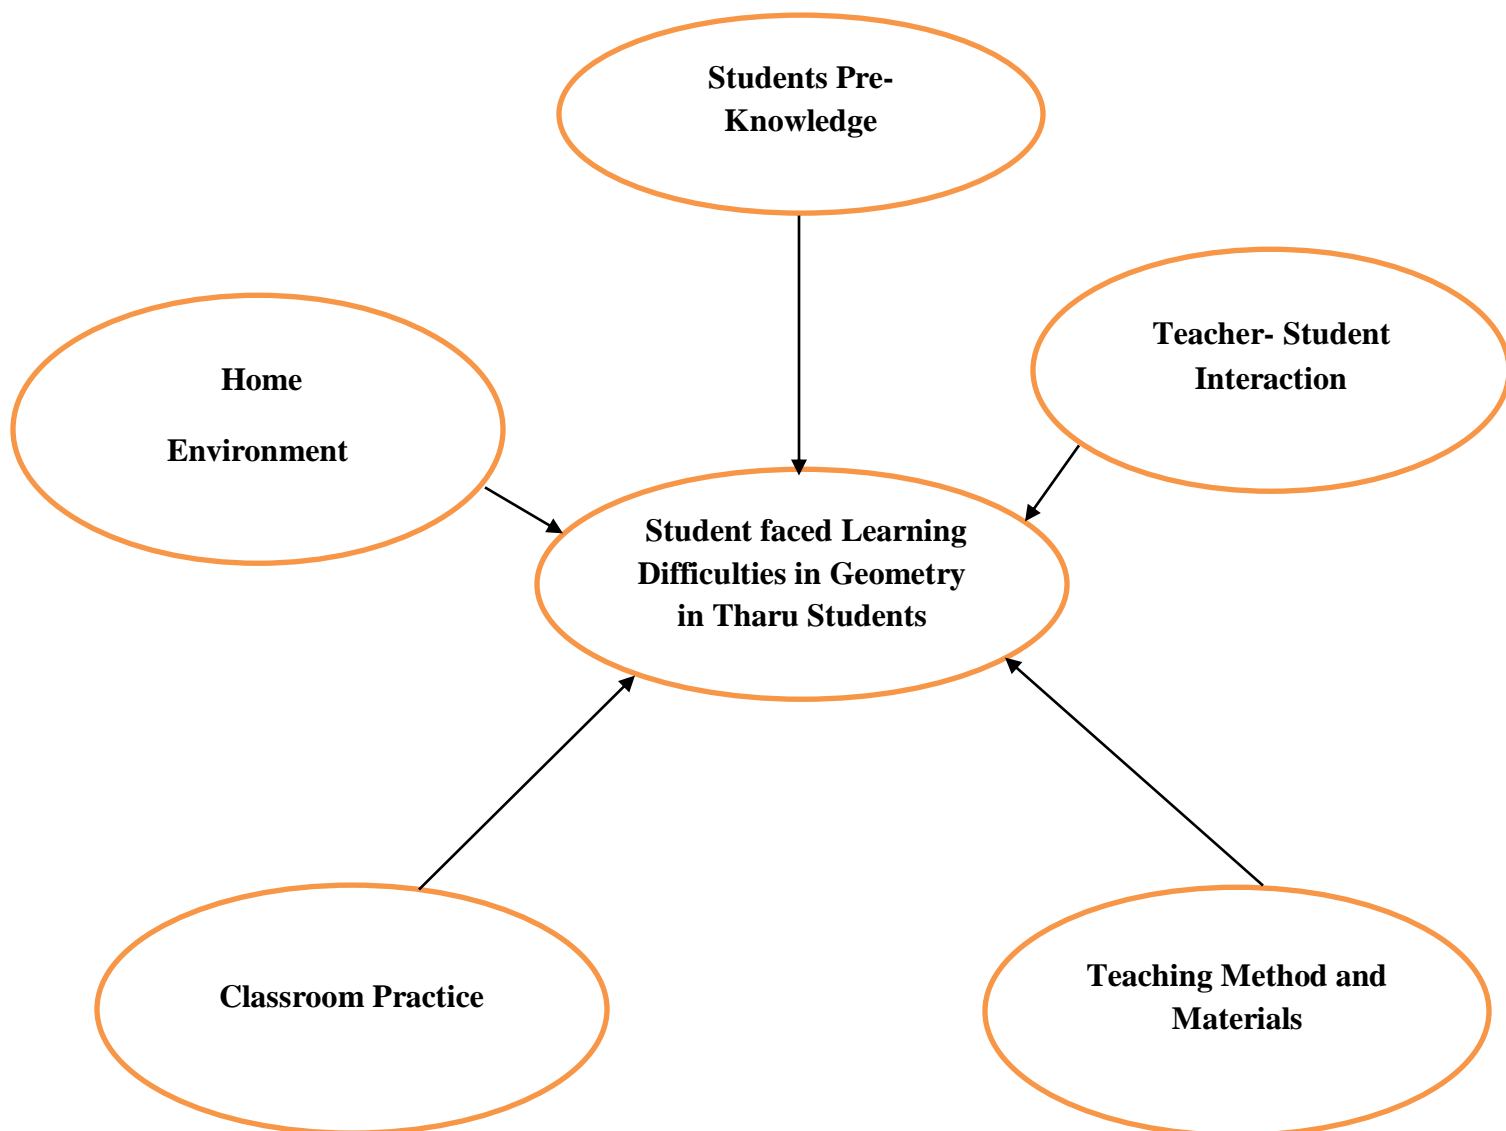 Students Pre-
Knowledge
Teacher- Student
Interaction
Home
Environment
Student faced Learning
Difficulties in Geometry
in Tharu Students
Classroom Practice
Teaching Method and
Materials